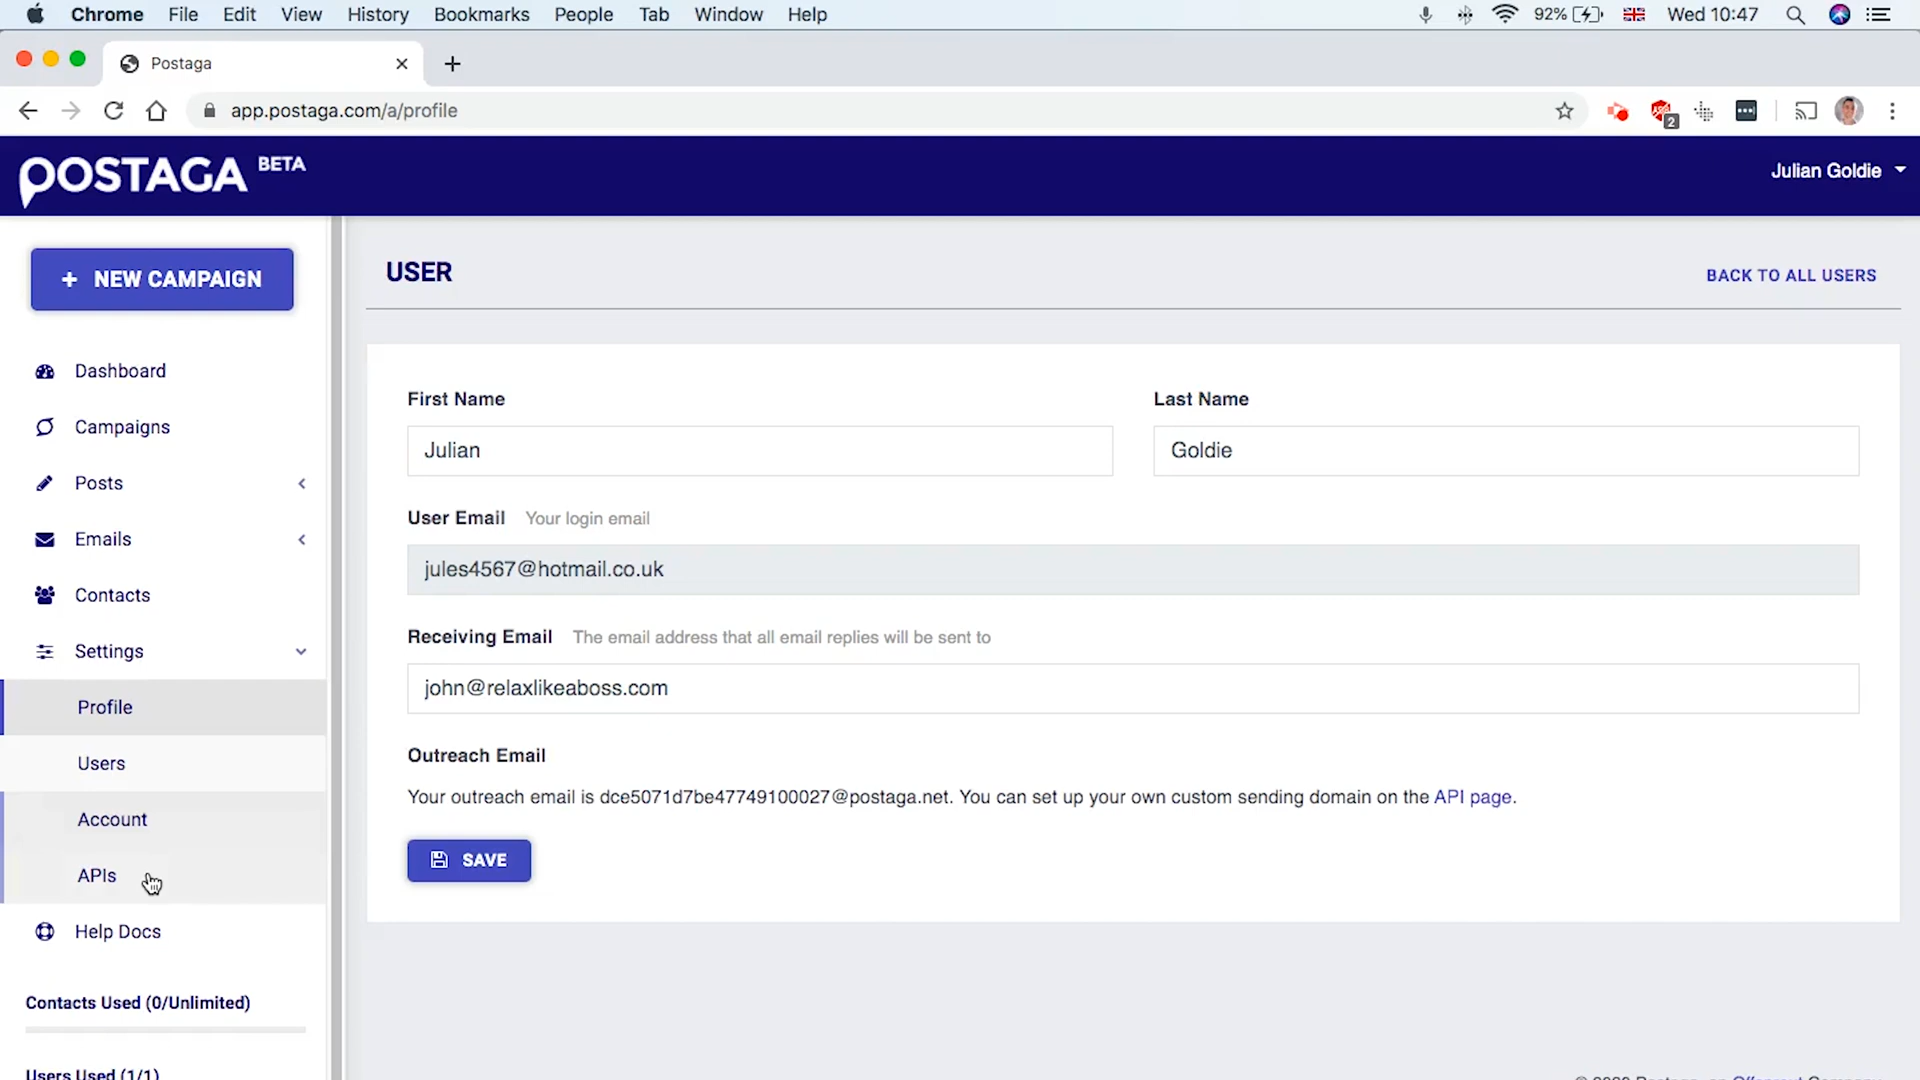 Chrome File Edit View History Bookmarks People Tab Window Help 92% Wed 10:47
Postaga
app.postaga.com/a/profile
2
POSTAGA BETA
Julian Goldie
+ NEW CAMPAIGN
USER
BACK TO ALL USERS
Dashboard
Campaigns
Posts
Emails
Contacts
Settings
Profile
Users
Account
APIs
Help Docs
Contacts Used (0/Unlimited)
Users Used (1/1)
First Name
Last Name
Julian
Goldie
User Email Your login email
jules4567@hotmail.co.uk
Receiving Email The email address that all email replies will be sent to
john@relaxlikeaboss.com
Outreach Email
Your outreach email is dce5071d7be47749100027@postaga.net. You can set up your own custom sending domain on the API page.
SAVE